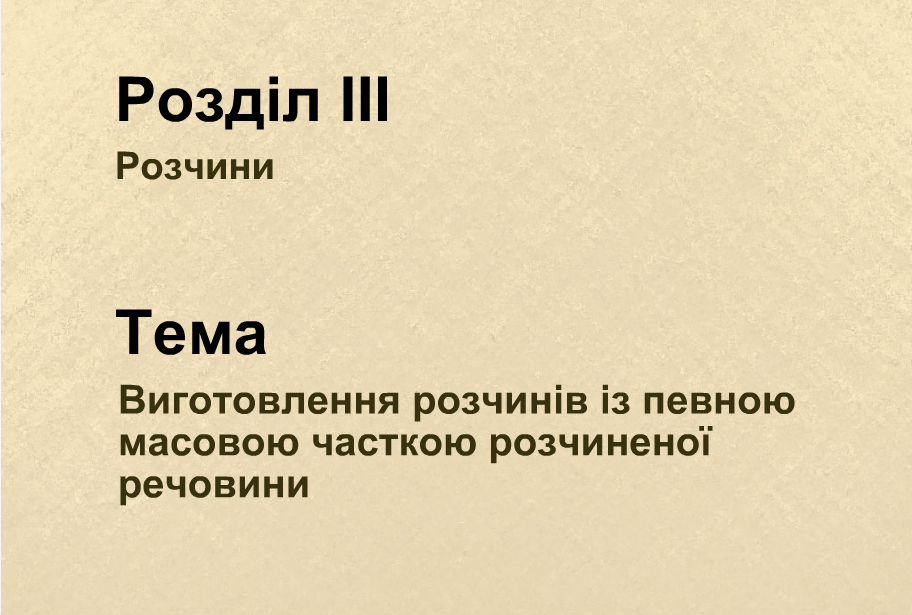 Розділ III
Розчини
Тема
Виготовлення розчинів із певною
масовою часткою розчиненої
речовини